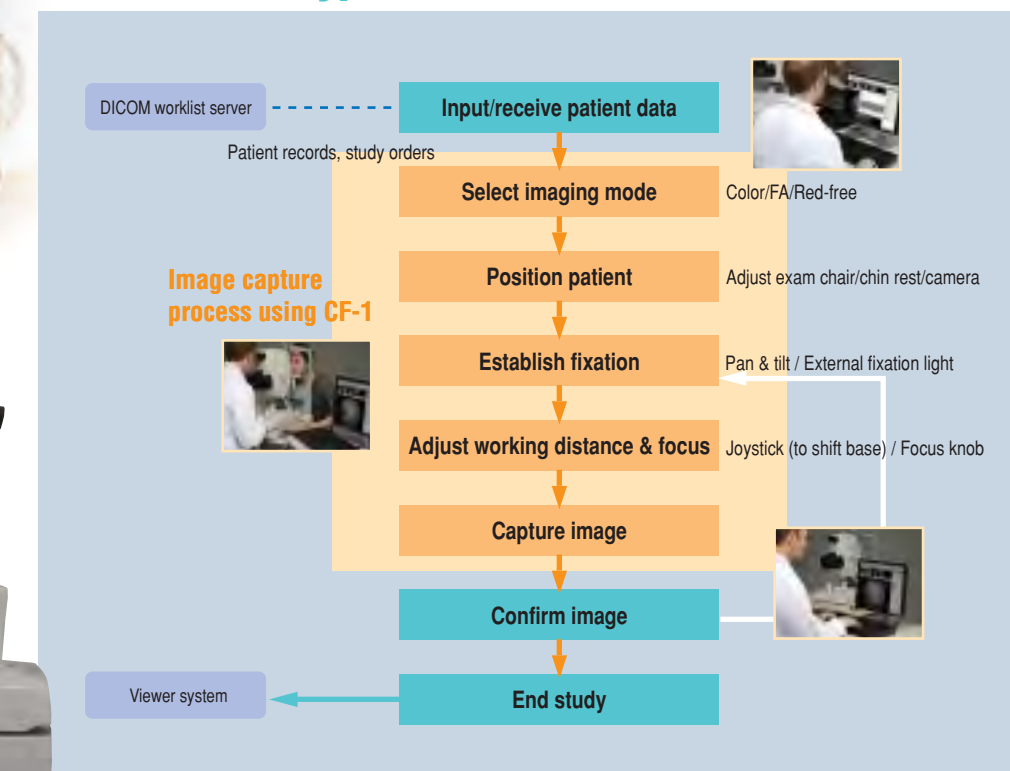 DICOM worklist server
Input/receive patient data
Patient records, study orders
Select imaging mode
Color/FA/Red-free
Image capture
process using CF-1
Position patient
Adjust exam chair/chin rest/camera
Establish fixation
Pan & tilt / External fixation light
Adjust working distance & focus
Joystick (to shift base) / Focus knob
Capture image
Confirm image
Viewer system
End study